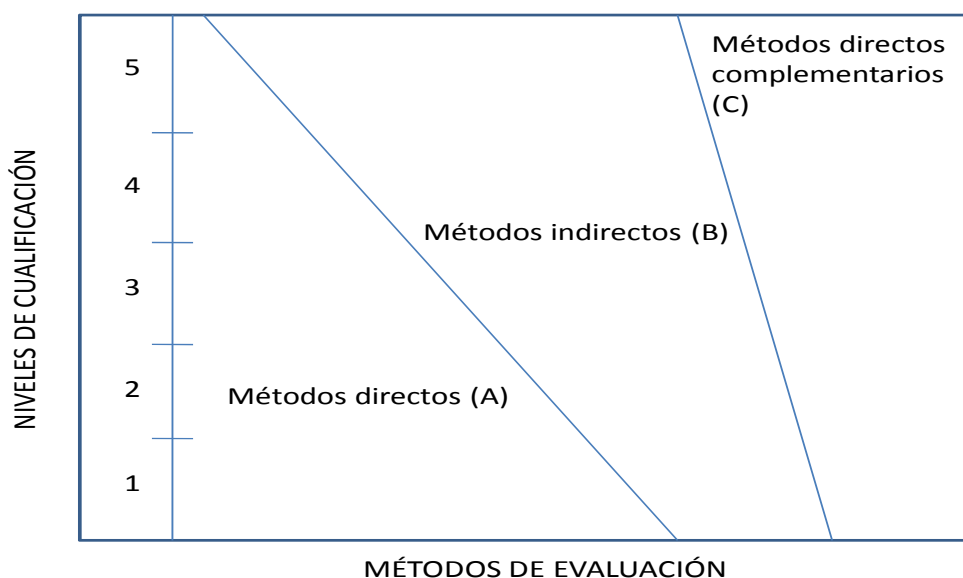 Métodos directos
complementarios
(C)
5
4
Métodos indirectos (B)
3
Métodos directos (A)
2
1
NIVELES DE CUALIFICACIÓN
MÉTODOS DE EVALUACIÓN